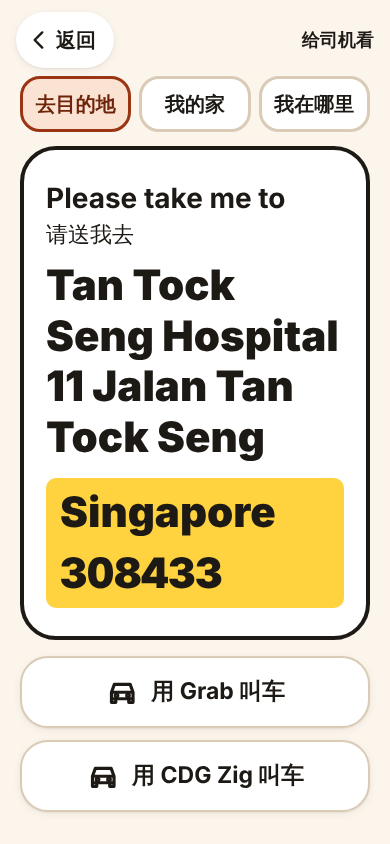 返回
给司机看
去目的地
我的家
我在哪里
Please take me to
请送我去
Tan Tock
Seng Hospital
11 Jalan Tan
Tock Seng
Singapore
308433
用 Grab 叫车
用 CDG Zig 叫车